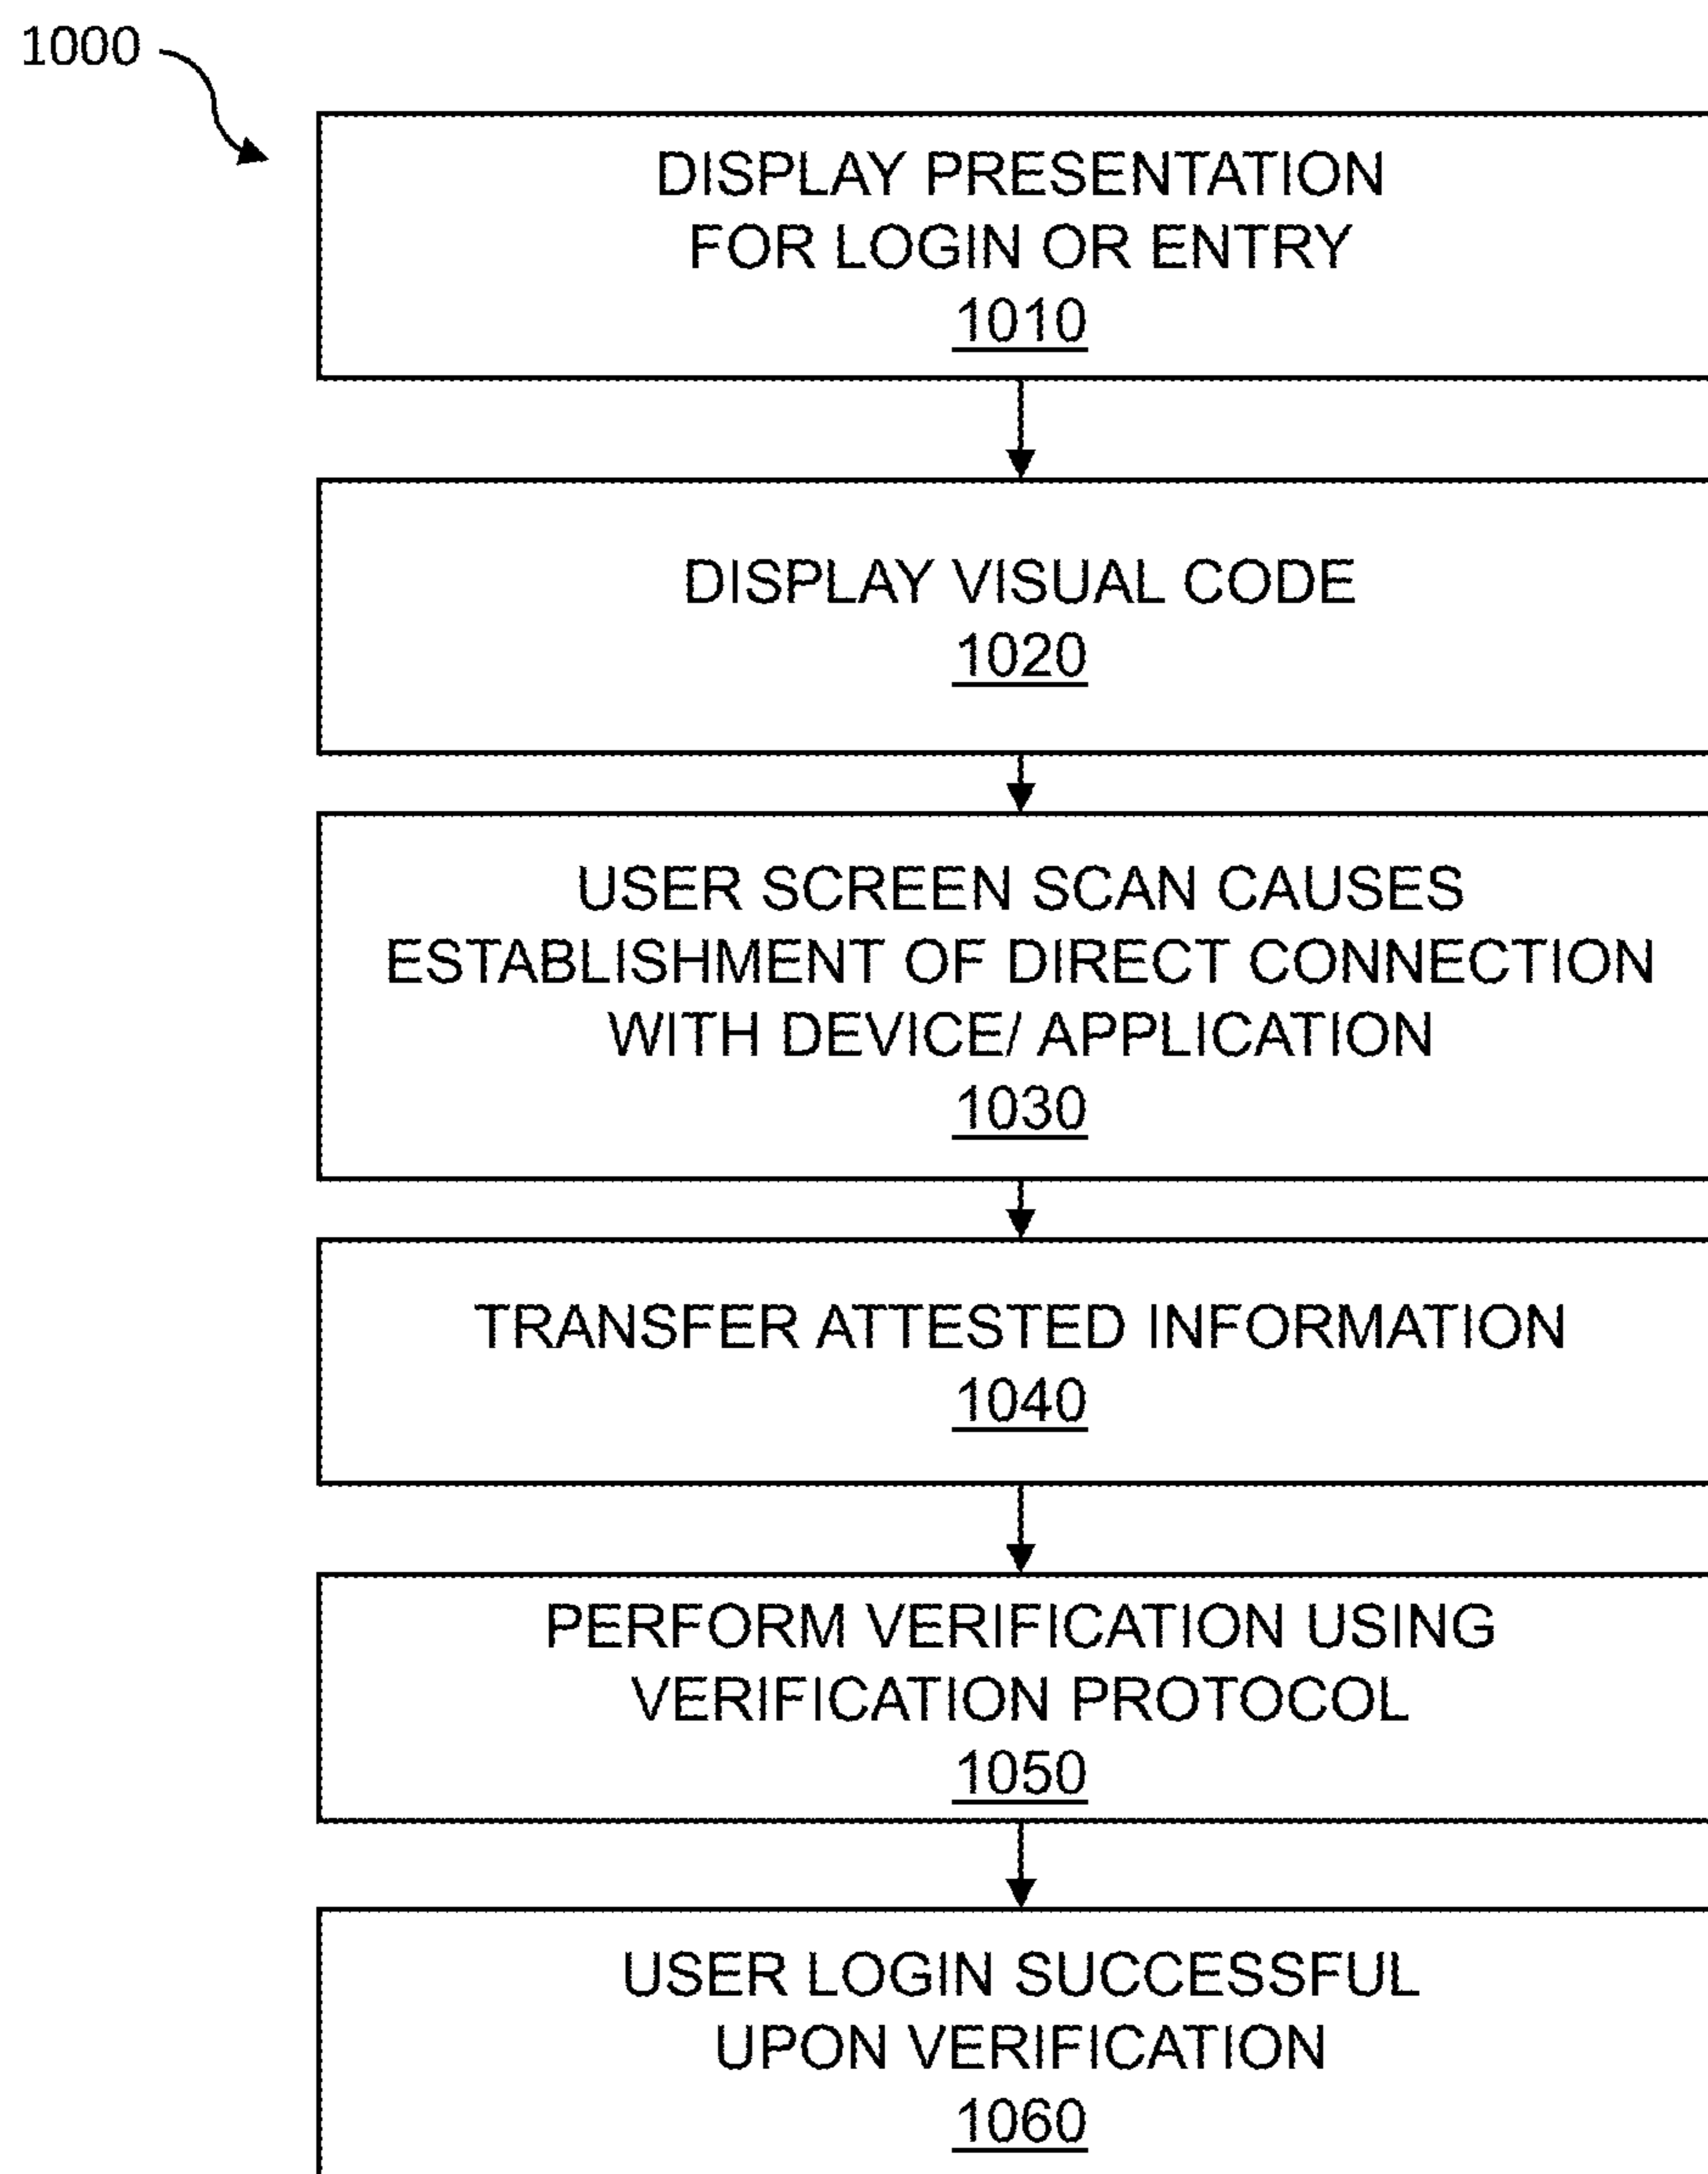 1000
DISPLAY PRESENTATION
FOR LOGIN OR ENTRY
1010
DISPLAY VISUAL CODE
1020
USER SCREEN SCAN CAUSES
ESTABLISHMENT OF DIRECT CONNECTION
WITH DEVICE/ APPLICATION
1030
TRANSFER ATTESTED INFORMATION
1040
PERFORM VERIFICATION USING
VERIFICATION PROTOCOL
1050
USER LOGIN SUCCESSFUL
UPON VERIFICATION
1060